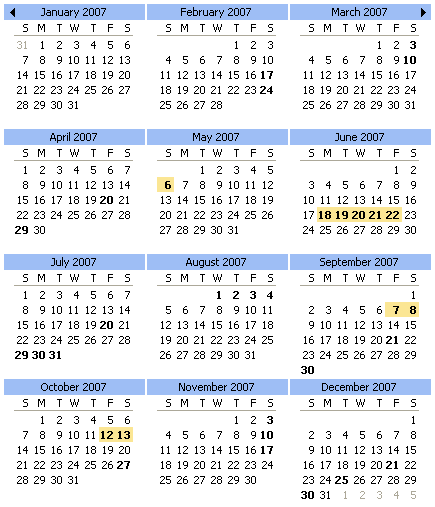 January 2007
S M T W T F S
31 1 2 3 4 5 6
7 8 9 10 11 12 13
14 15 16 17 18 19 20
21 22 23 24 25 26 27
28 29 30 31
February 2007
S M T W T F S
1 2 3
4 5 6 7 8 9 10
11 12 13 14 15 16 17
18 19 20 21 22 23 24
25 26 27 28
March 2007
S M T W T F S
1 2 3
4 5 6 7 8 9 10
11 12 13 14 15 16 17
18 19 20 21 22 23 24
25 26 27 28 29 30 31
April 2007
S M T W T F S
1 2 3 4 5 6 7
8 9 10 11 12 13 14
15 16 17 18 19 20 21
22 23 24 25 26 27 28
29 30
May 2007
S M T W T F S
1 2 3 4 5
6 7 8 9 10 11 12
13 14 15 16 17 18 19
20 21 22 23 24 25 26
27 28 29 30 31
June 2007
S M T W T F S
1 2
3 4 5 6 7 8 9
10 11 12 13 14 15 16
17 18 19 20 21 22 23
24 25 26 27 28 29 30
July 2007
S M T W T F S
1 2 3 4 5 6 7
8 9 10 11 12 13 14
15 16 17 18 19 20 21
22 23 24 25 26 27 28
29 30 31
August 2007
S M T W T F S
1 2 3 4
5 6 7 8 9 10 11
12 13 14 15 16 17 18
19 20 21 22 23 24 25
26 27 28 29 30 31
September 2007
S M T W T F S
1
2 3 4 5 6 7 8
9 10 11 12 13 14 15
16 17 18 19 20 21 22
23 24 25 26 27 28 29
30
October 2007
S M T W T F S
1 2 3 4 5 6
7 8 9 10 11 12 13
14 15 16 17 18 19 20
21 22 23 24 25 26 27
28 29 30 31
November 2007
S M T W T F S
1 2 3
4 5 6 7 8 9 10
11 12 13 14 15 16 17
18 19 20 21 22 23 24
25 26 27 28 29 30
December 2007
S M T W T F S
1
2 3 4 5 6 7 8
9 10 11 12 13 14 15
16 17 18 19 20 21 22
23 24 25 26 27 28 29
30 31 1 2 3 4 5